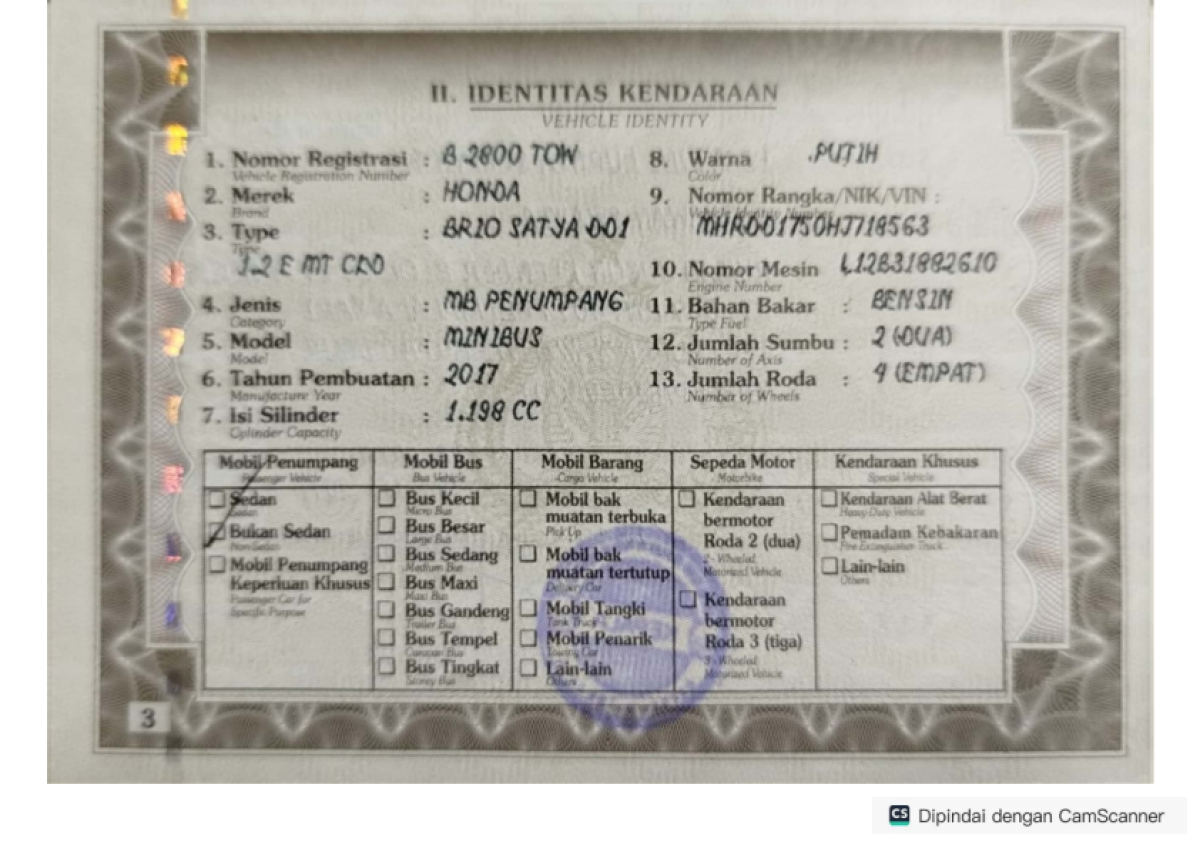 II. IDENTITAS KENDARAAN
VEHICLE IDENTITY
1. Nomor Registrasi : B 2800 TOW
Vehicle Registration Number
2. Merek : HONDA
Brand
3. Type : BRIO SATYA DD1
Type
1.2 E MT CKD
4. Jenis : MB PENUMPANG
Category
5. Model : MINIBUS
Model
6. Tahun Pembuatan : 2017
Manufacture Year
7. Isi Silinder : 1.198 CC
Cylinder Capacity
8. Warna PUTIH
Color
9. Nomor Rangka/NIK/VIN :
Vehicle Identity Number
MHRDD1750HJ718563
10. Nomor Mesin L12B31882610
Engine Number
11. Bahan Bakar : BENSIN
Type Fuel
12. Jumlah Sumbu : 2 (DUA)
Number of Axis
13. Jumlah Roda : 4 (EMPAT)
Number of Wheels
Mobil Penumpang
Passenger Vehicle
Sedan
Sedan
Bukan Sedan
Non-Sedan
Mobil Penumpang
Keperluan Khusus
Passenger Car for
Specific Purpose
Mobil Bus
Bus Vehicle
Bus Kecil
Micro Bus
Bus Besar
Large Bus
Bus Sedang
Medium Bus
Bus Maxi
Maxi Bus
Bus Gandeng
Trailer Bus
Bus Tempel
Caravan Bus
Bus Tingkat
Storey Bus
Mobil Barang
Cargo Vehicle
Mobil bak
muatan terbuka
Pick Up
Mobil bak
muatan tertutup
Delivery Car
Mobil Tangki
Tank Truck
Mobil Penarik
Towing Car
Lain-lain
Others
Sepeda Motor
Motorbike
Kendaraan
bermotor
Roda 2 (dua)
2 - Wheeled
Motorized Vehicle
Kendaraan
bermotor
Roda 3 (tiga)
3 - Wheeled
Motorized Vehicle
Kendaraan Khusus
Special Vehicle
Kendaraan Alat Berat
Heavy-Duty Vehicle
Pemadam Kebakaran
Fire Extinguisher Truck
Lain-lain
Others
3
CS Dipindai dengan CamScanner